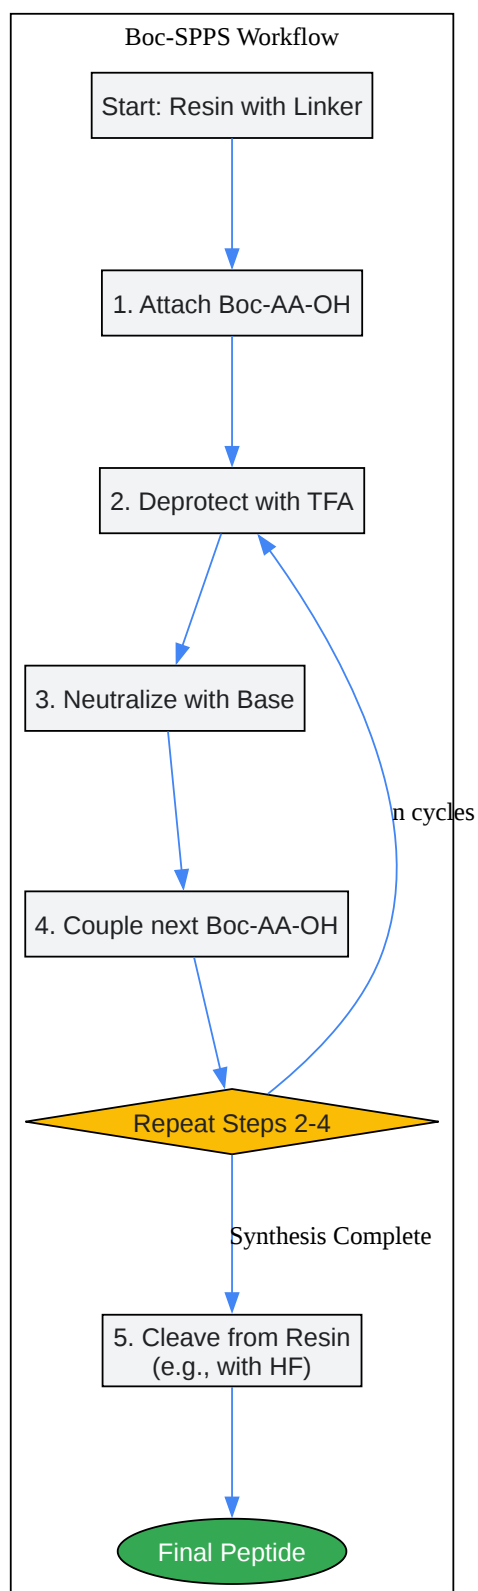 Boc-SPPS Workflow
Start: Resin with Linker
1. Attach Boc-AA-OH
2. Deprotect with TFA
3. Neutralize with Base
n cycles
4. Couple next Boc-AA-OH
Repeat Steps 2-4
Synthesis Complete
5. Cleave from Resin
(e.g., with HF)
Final Peptide